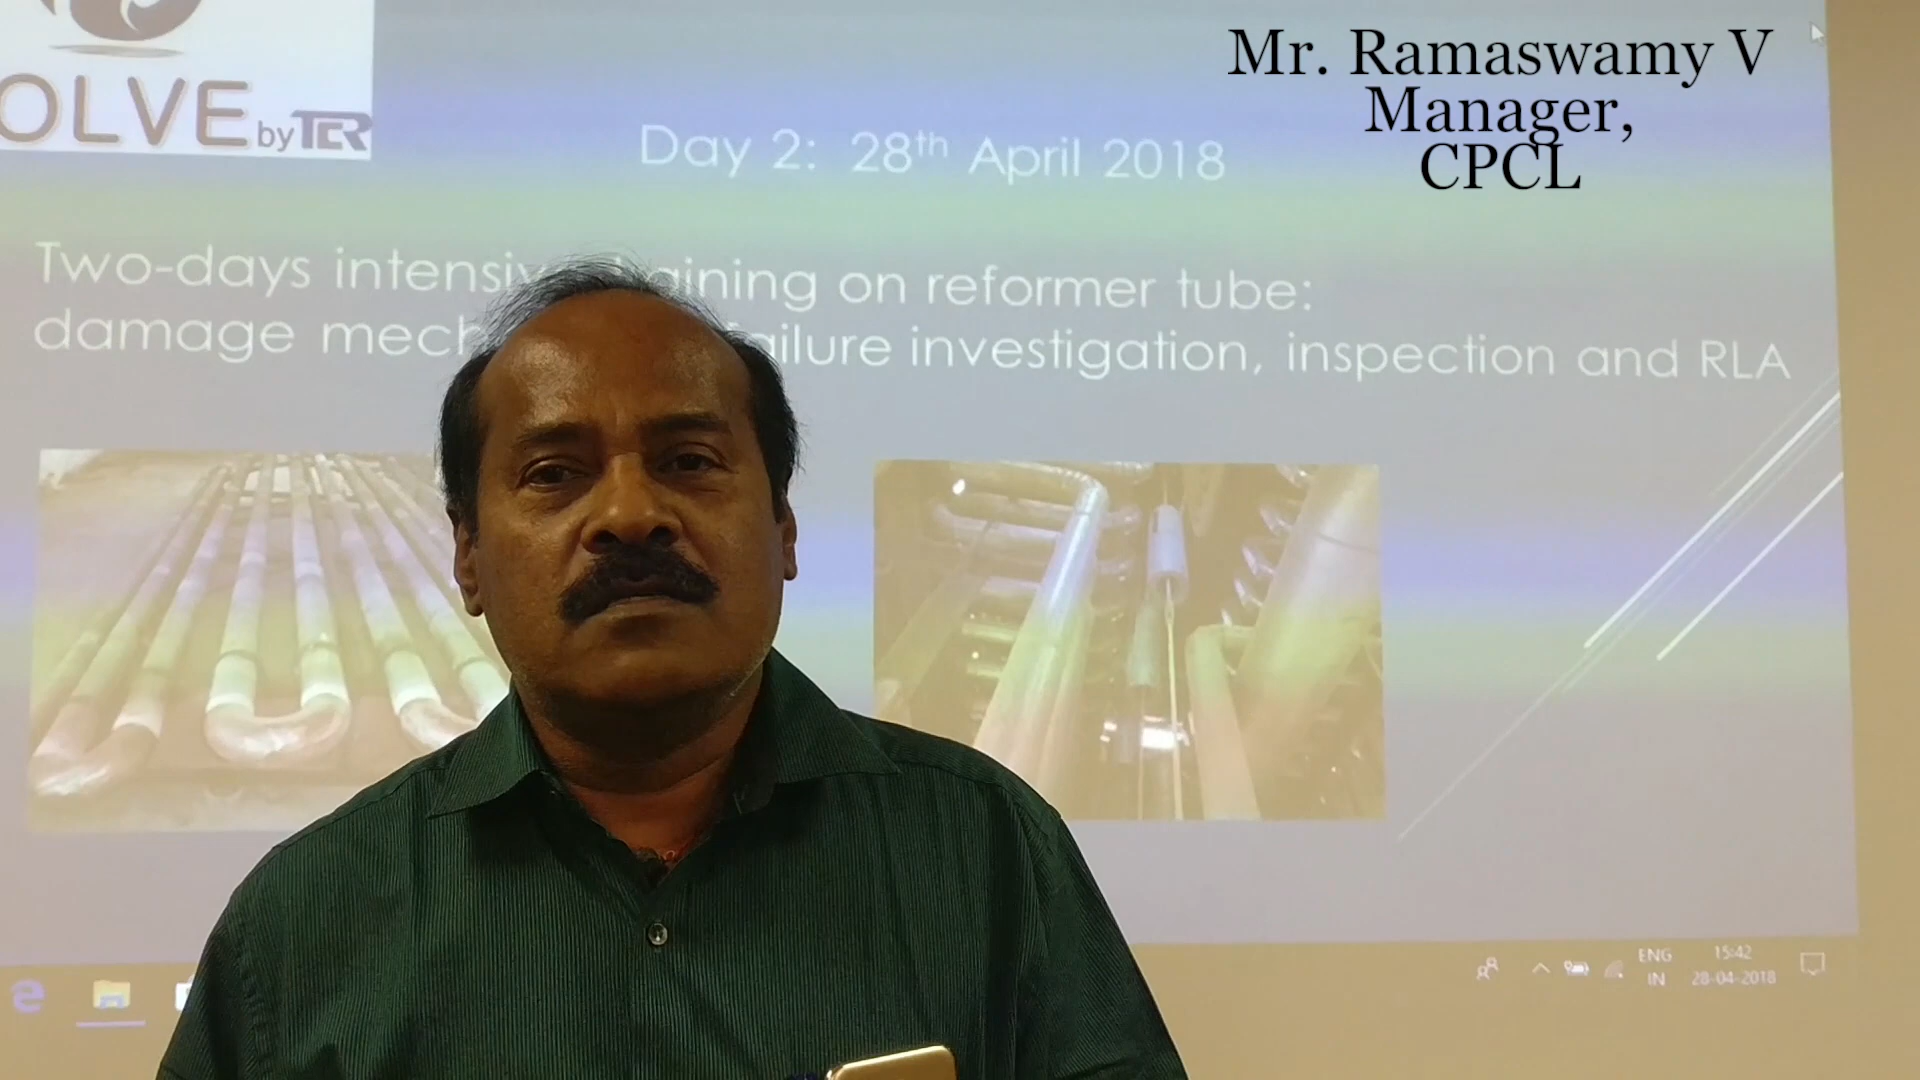 Mr. Ramaswamy V
Manager,
CPCL
OLVE by TCR
Day 2: 28th April 2018
Two-days intensiv aining on reformer tube:
damage mech ailure investigation, inspection and RLA
ENG
IN
15:42
28-04-2018